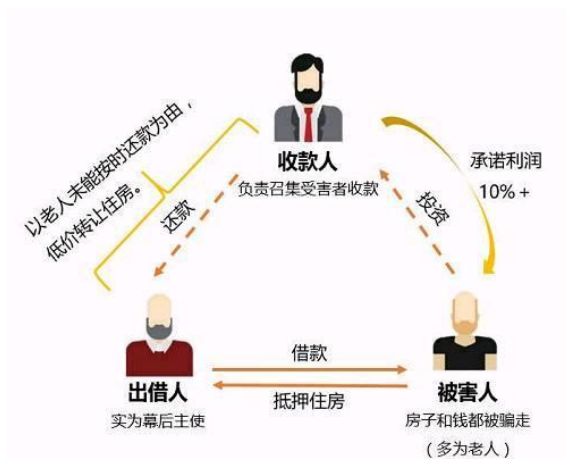 收款人
负责召集受害者收款
承诺利润
10%+
以老人未能按时还款为由，
低价转让住房。
还款
投资
借款
抵押住房
出借人
实为幕后主使
被害人
房子和钱都被骗走
（多为老人）